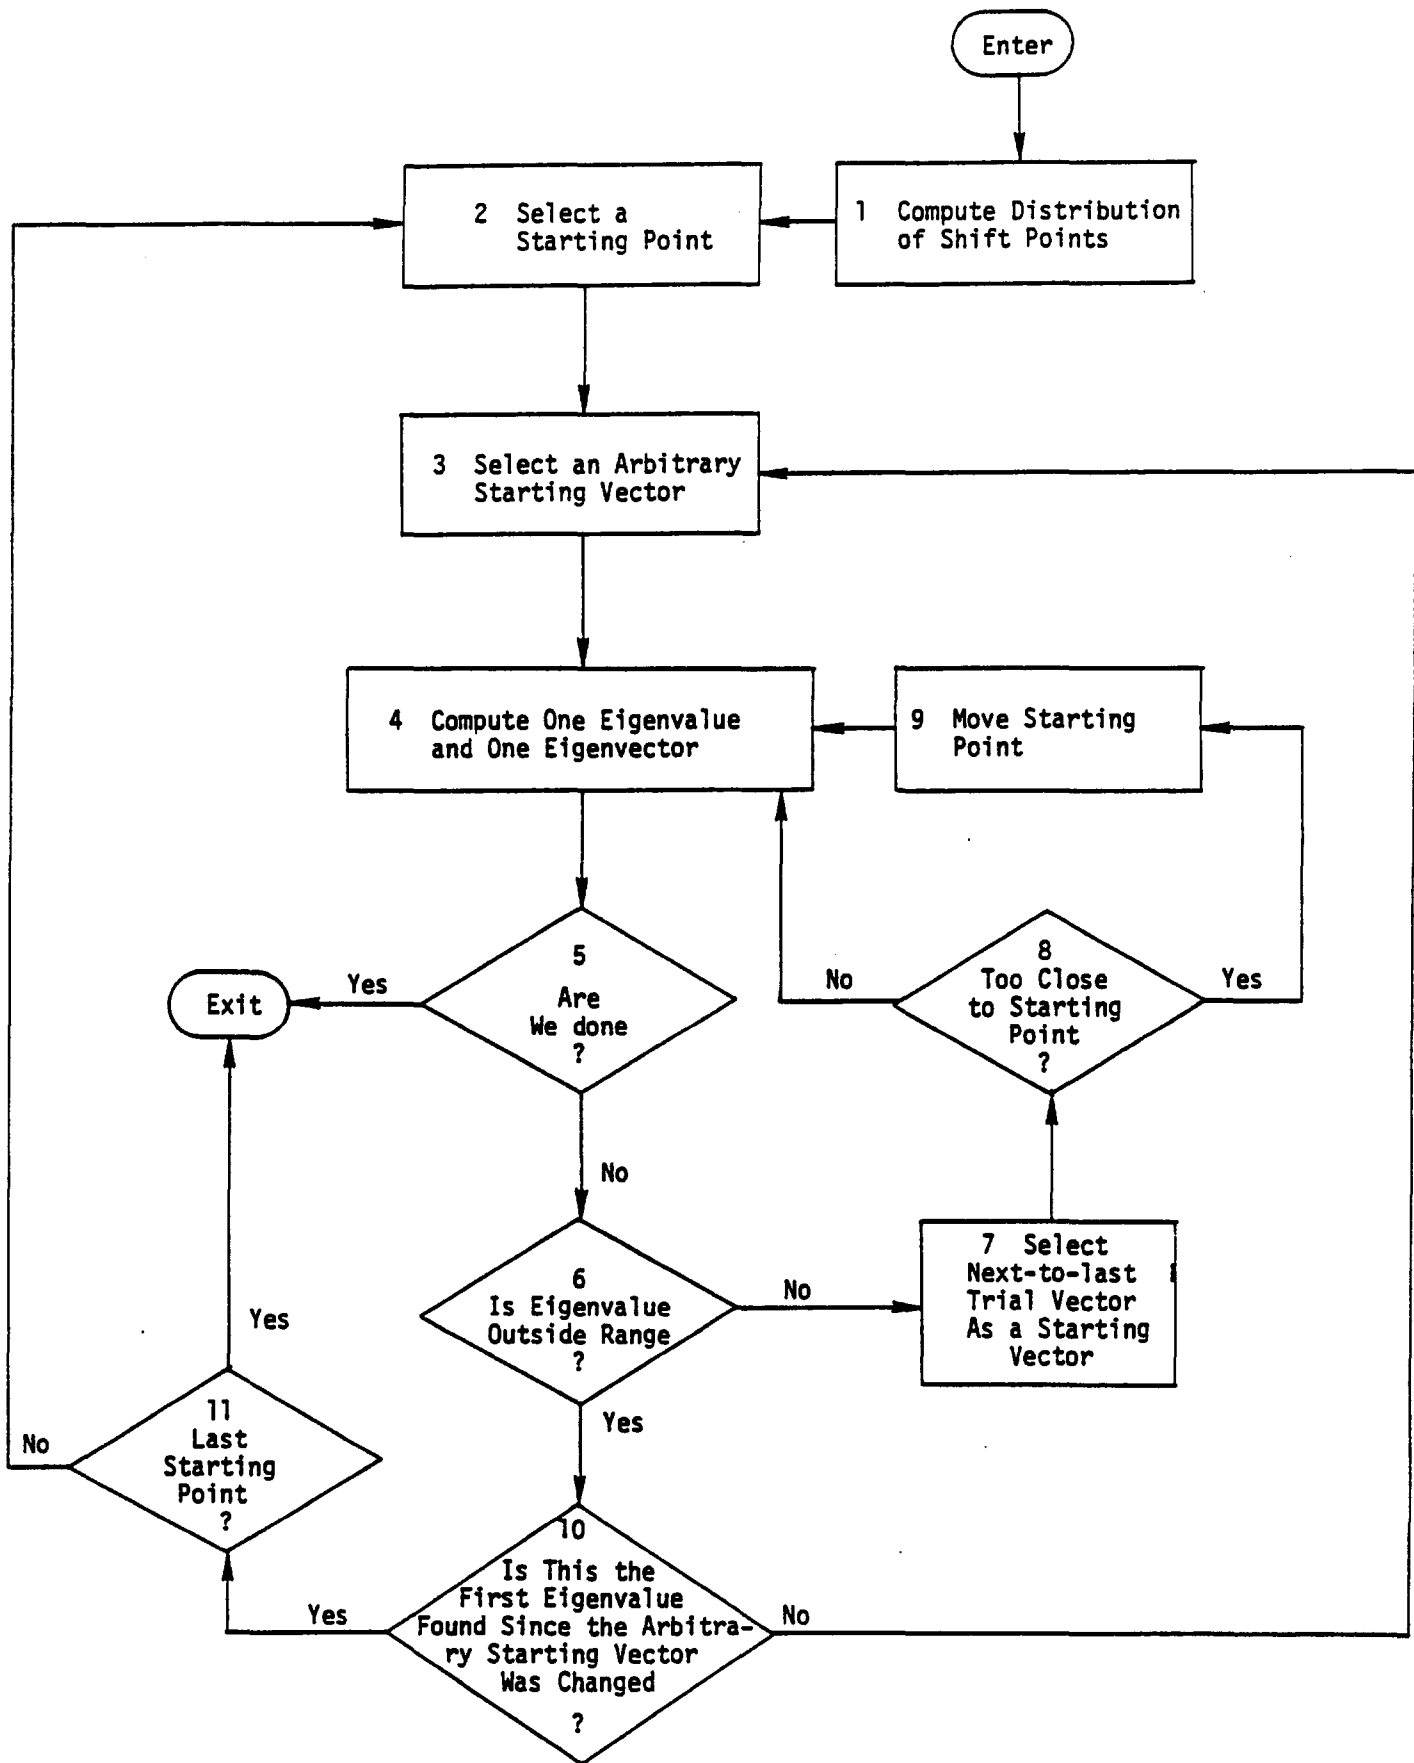 Enter
1 Compute Distribution
of Shift Points
2 Select a
Starting Point
3 Select an Arbitrary
Starting Vector
4 Compute One Eigenvalue
and One Eigenvector
9 Move Starting
Point
5
Are
We done
?
Yes
Exit
No
8
Too Close
to Starting
Point
?
No
Yes
6
Is Eigenvalue
Outside Range
?
No
7 Select
Next-to-last
Trial Vector
As a Starting
Vector
Yes
10
Is This the
First Eigenvalue
Found Since the Arbitra-
ry Starting Vector
Was Changed
?
Yes
No
11
Last
Starting
Point
?
Yes
No